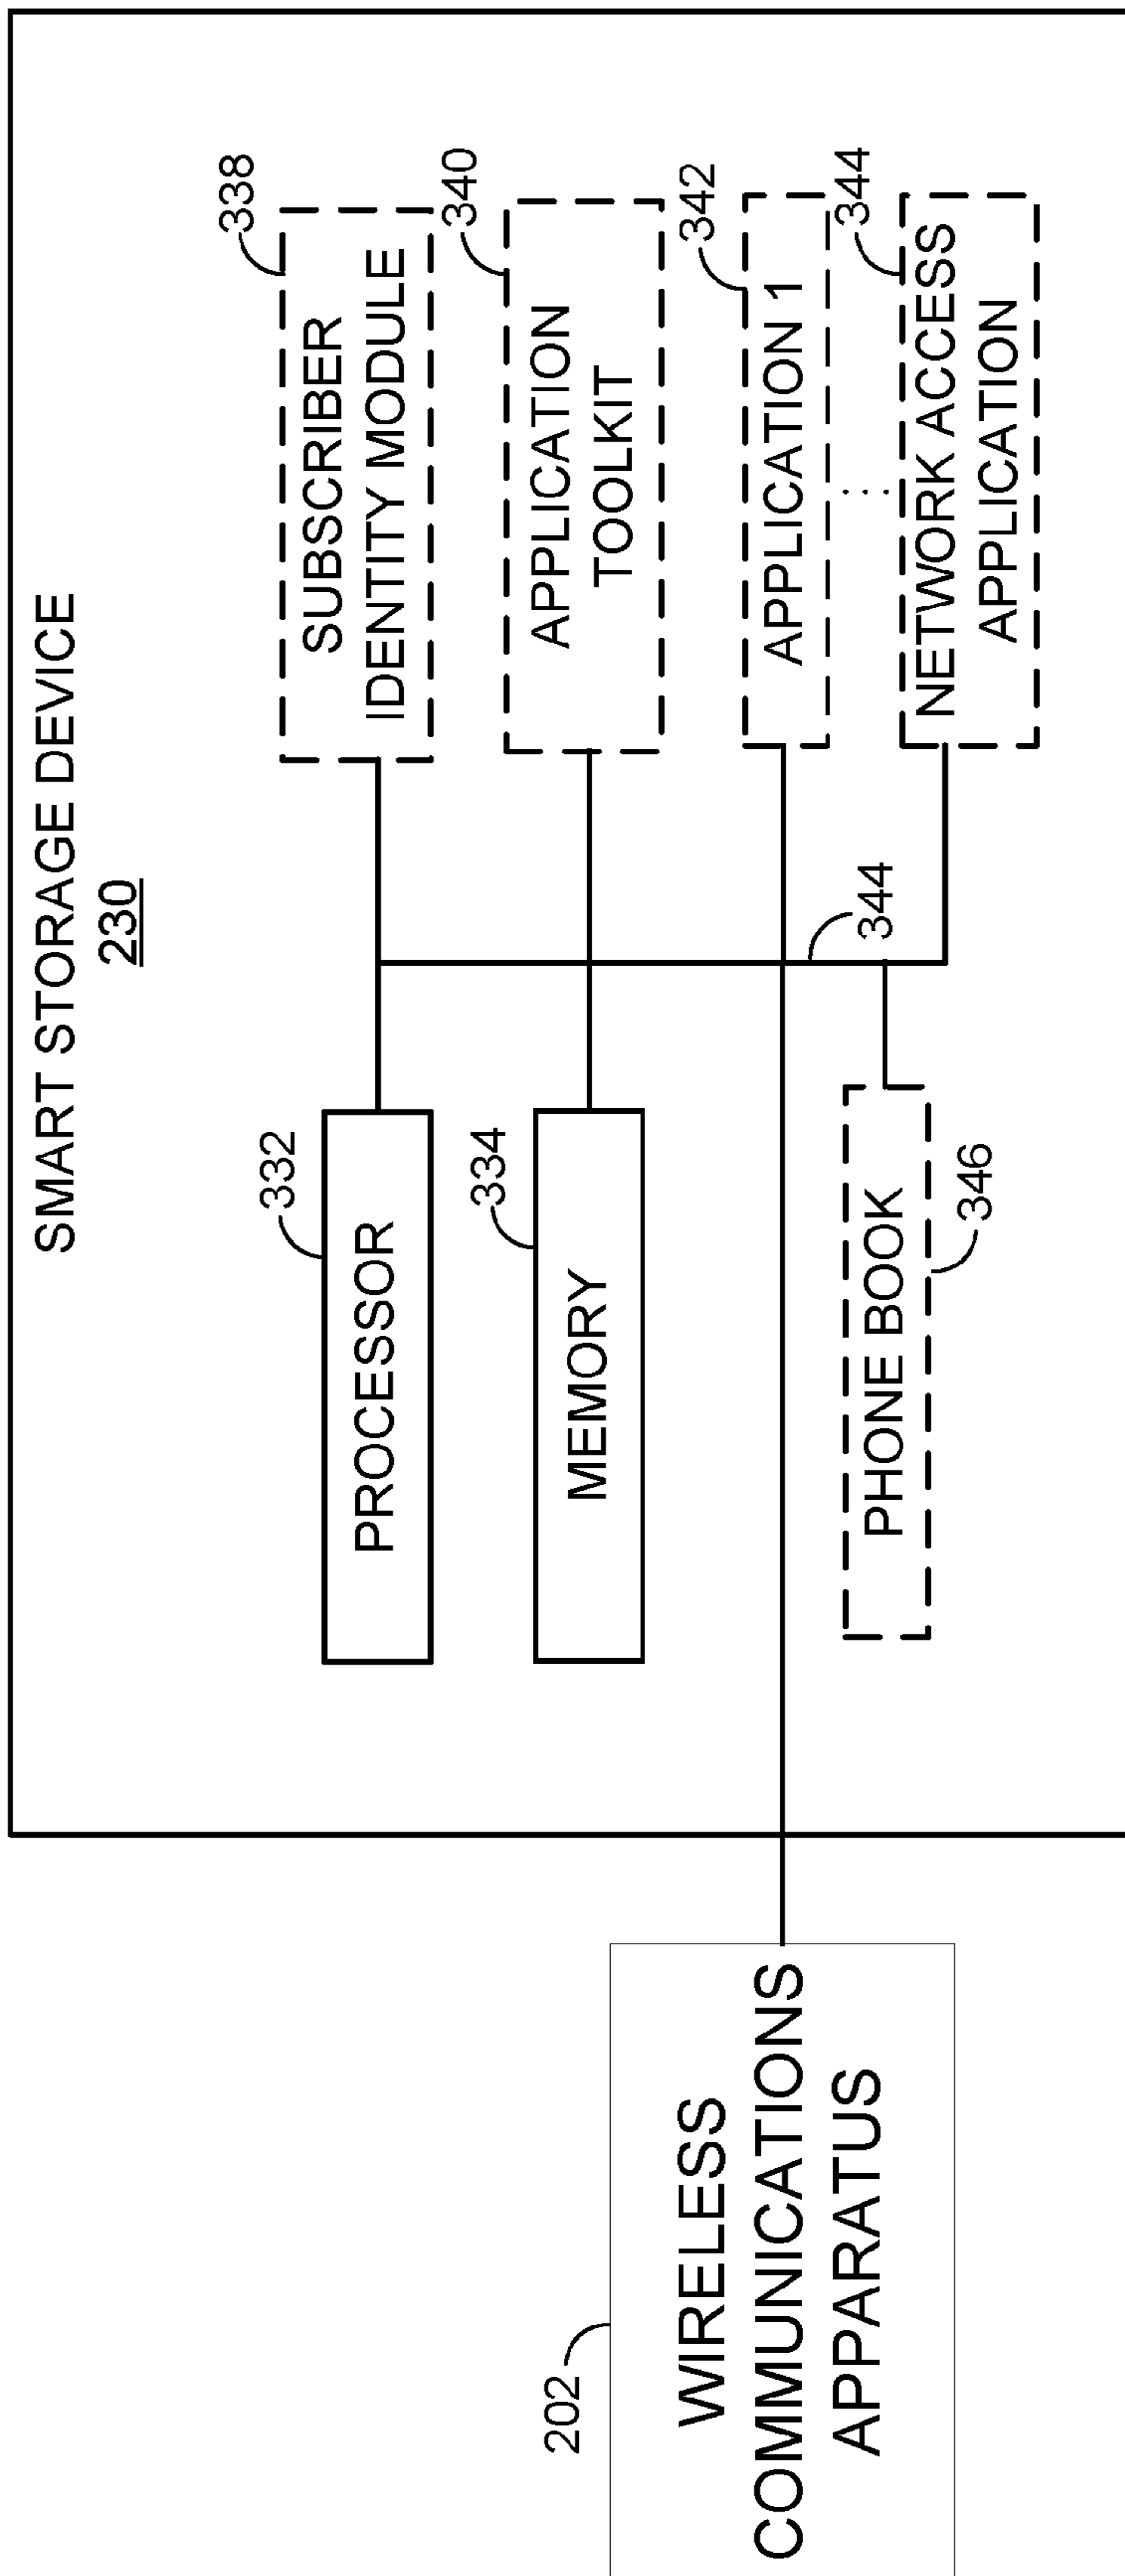 SMART STORAGE DEVICE
230
332
PROCESSOR
338
SUBSCRIBER
IDENTITY MODULE
334
MEMORY
340
APPLICATION
TOOLKIT
202
WIRELESS
COMMUNICATIONS
APPARATUS
342
APPLICATION 1
344
PHONE BOOK
346
344
NETWORK ACCESS
APPLICATION